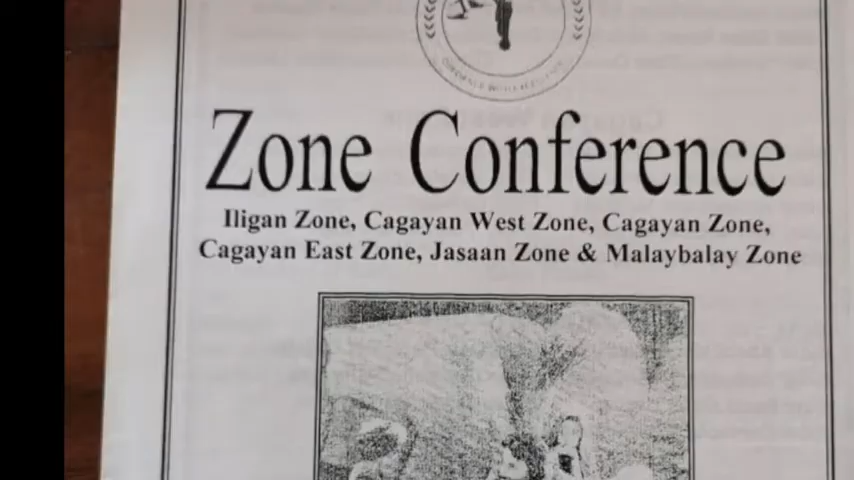 Zone Conference
Iligan Zone, Cagayan West Zone, Cagayan Zone,
Cagayan East Zone, Jasaan Zone & Malaybalay Zone